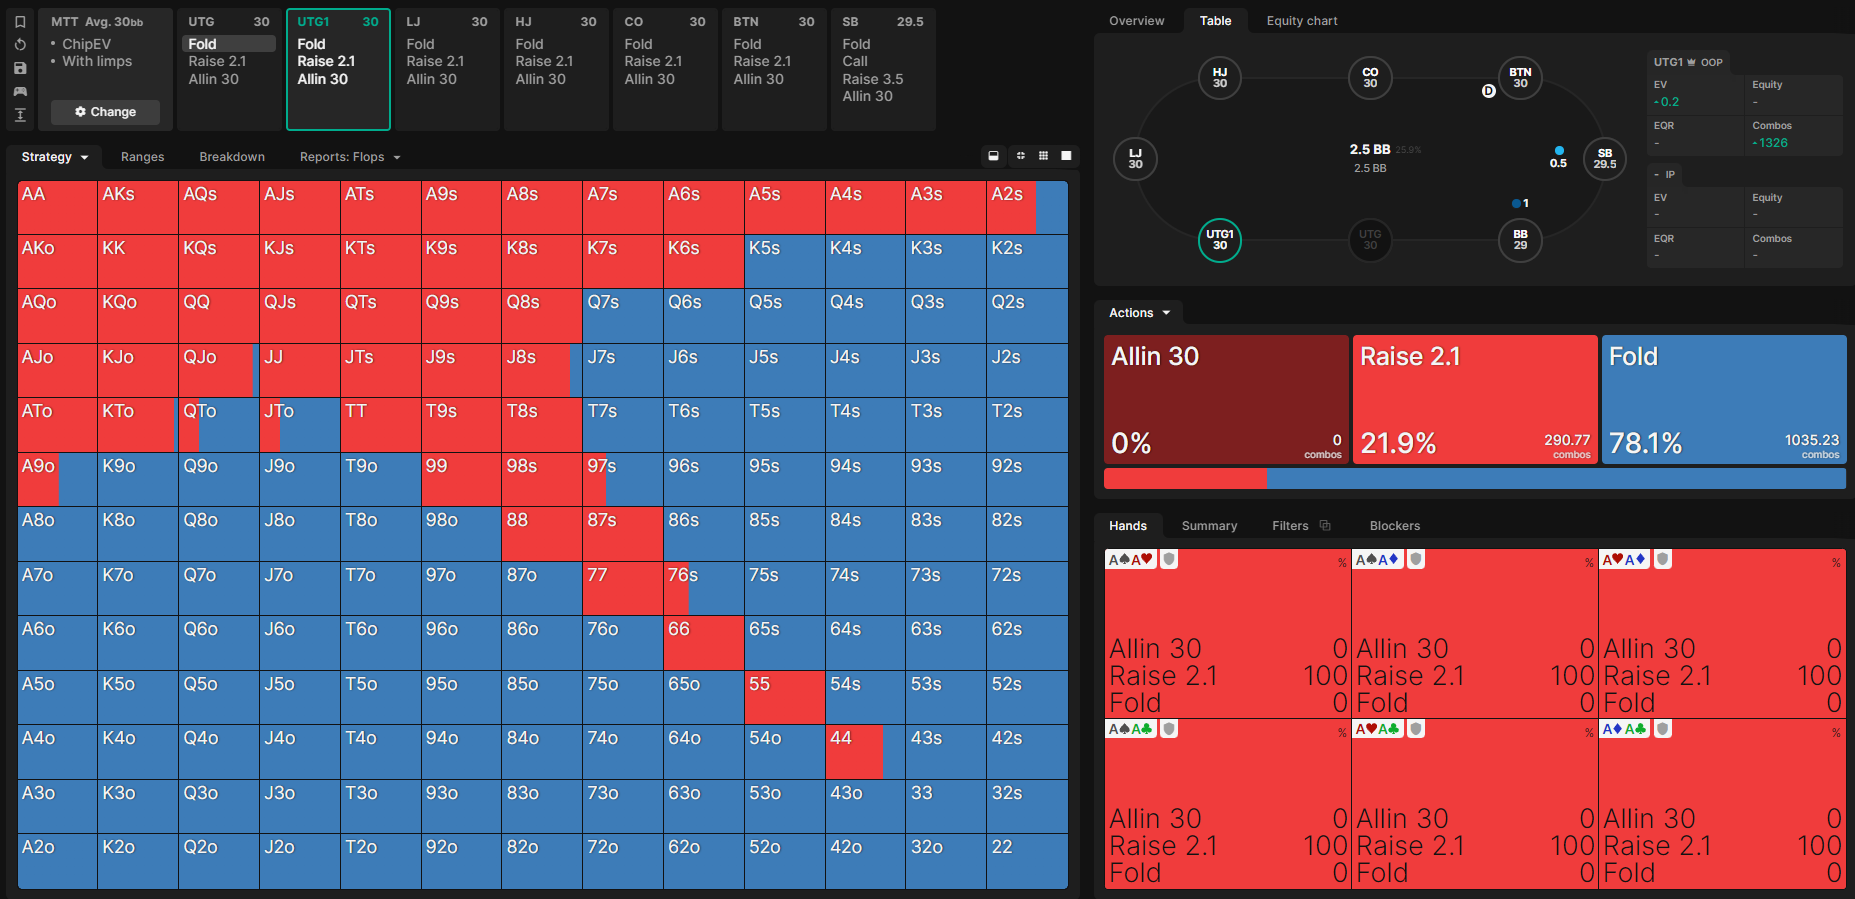 MTT Avg. 30bb
• ChipEV
• With limps
Change
UTG 30
Fold
Raise 2.1
Allin 30
UTG1 30
Fold
Raise 2.1
Allin 30
LJ 30
Fold
Raise 2.1
Allin 30
HJ 30
Fold
Raise 2.1
Allin 30
CO 30
Fold
Raise 2.1
Allin 30
BTN 30
Fold
Raise 2.1
Allin 30
SB 29.5
Fold
Call
Raise 3.5
Allin 30
Strategy Ranges Breakdown Reports: Flops
AA AKs AQs AJs ATs A9s A8s A7s A6s A5s A4s A3s A2s
AKo KK KQs KJs KTs K9s K8s K7s K6s K5s K4s K3s K2s
AQo KQo QQ QJs QTs Q9s Q8s Q7s Q6s Q5s Q4s Q3s Q2s
AJo KJo QJo JJ JTs J9s J8s J7s J6s J5s J4s J3s J2s
ATo KTo QTo JTo TT T9s T8s T7s T6s T5s T4s T3s T2s
A9o K9o Q9o J9o T9o 99 98s 97s 96s 95s 94s 93s 92s
A8o K8o Q8o J8o T8o 98o 88 87s 86s 85s 84s 83s 82s
A7o K7o Q7o J7o T7o 97o 87o 77 76s 75s 74s 73s 72s
A6o K6o Q6o J6o T6o 96o 86o 76o 66 65s 64s 63s 62s
A5o K5o Q5o J5o T5o 95o 85o 75o 65o 55 54s 53s 52s
A4o K4o Q4o J4o T4o 94o 84o 74o 64o 54o 44 43s 42s
A3o K3o Q3o J3o T3o 93o 83o 73o 63o 53o 43o 33 32s
A2o K2o Q2o J2o T2o 92o 82o 72o 62o 52o 42o 32o 22
Overview Table Equity chart
HJ
30
CO
30
BTN
30
D
LJ
30
2.5 BB 25.9%
2.5 BB
0.5
SB
29.5
1
UTG1
30
UTG
30
BB
29
UTG1 OOP
EV Equity
0.2 -
EQR Combos
- 1326
- IP
EV Equity
- -
EQR Combos
- -
Actions
Allin 30
0%
0
combos
Raise 2.1
21.9%
290.77
combos
Fold
78.1%
1035.23
combos
Hands Summary Filters Blockers
A♠A♥ %
Allin 30 0
Raise 2.1 100
Fold 0
A♠A♦ %
Allin 30 0
Raise 2.1 100
Fold 0
A♥A♦ %
Allin 30 0
Raise 2.1 100
Fold 0
A♠A♣ %
Allin 30 0
Raise 2.1 100
Fold 0
A♥A♣ %
Allin 30 0
Raise 2.1 100
Fold 0
A♦A♣ %
Allin 30 0
Raise 2.1 100
Fold 0